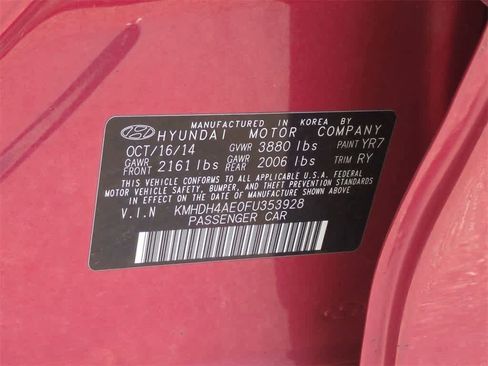 MANUFACTURED IN KOREA BY
HYUNDAI MOTOR COMPANY
OCT/16/14 GVWR 3880 lbs PAINT YR7
GAWR FRONT 2161 lbs GAWR REAR 2006 lbs TRIM RY
THIS VEHICLE CONFORMS TO ALL APPLICABLE U.S.A. FEDERAL
MOTOR VEHICLE SAFETY, BUMPER, AND THEFT PREVENTION STANDARDS
IN EFFECT ON THE DATE OF MANUFACTURE SHOWN ABOVE.
V.I.N KMHDH4AE0FU353928
PASSENGER CAR